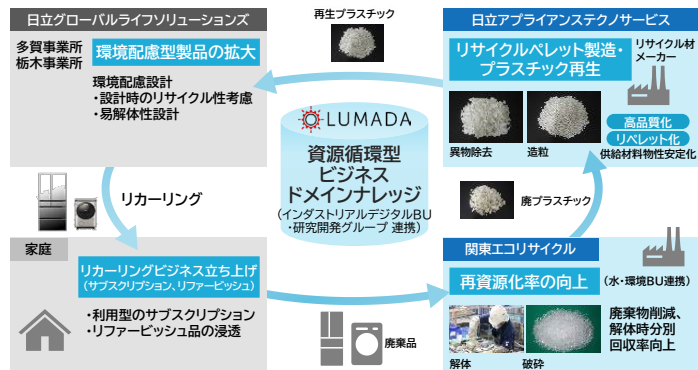 日立グローバルライフソリューションズ
多賀事業所
栃木事業所
環境配慮型製品の拡大
環境配慮設計
・設計時のリサイクル性考慮
・易解体性設計
再生プラスチック
日立アプライアンステクノサービス
リサイクルペレット製造・
プラスチック再生
リサイクル材
メーカー
異物除去
造粒
高品質化
リペレット化
供給材料物性安定化
LUMADA
資源循環型
ビジネス
ドメインナレッジ
(インダストリアルデジタルBU
・研究開発グループ 連携)
リカーリング
廃プラスチック
家庭
リカーリングビジネス立ち上げ
(サブスクリプション、リファービッシュ)
・利用型のサブスクリプション
・リファービッシュ品の浸透
廃棄品
関東エコリサイクル
再資源化率の向上
(水・環境BU連携)
解体
破砕
廃棄物削減、
解体時分別
回収率向上